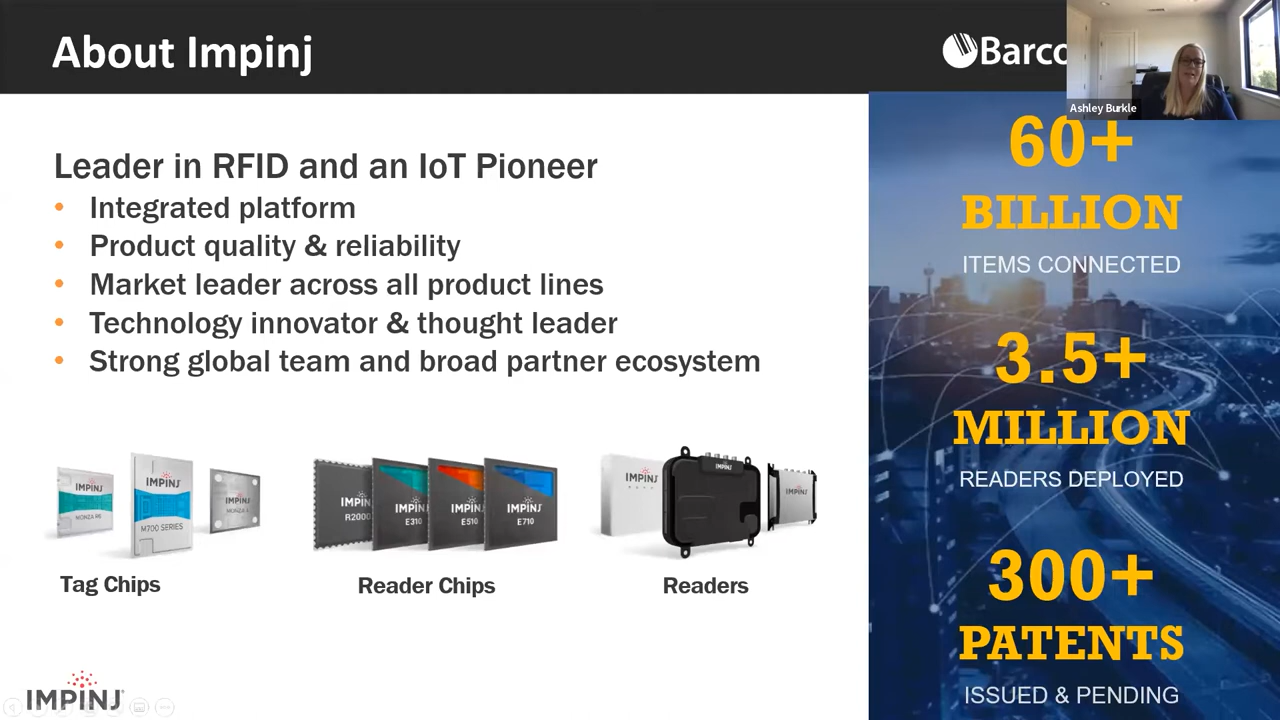 About Impinj
Barco
Ashley Burkle
Leader in RFID and an IoT Pioneer
• Integrated platform
• Product quality & reliability
• Market leader across all product lines
• Technology innovator & thought leader
• Strong global team and broad partner ecosystem
60+
BILLION
ITEMS CONNECTED
3.5+
MILLION
READERS DEPLOYED
300+
PATENTS
ISSUED & PENDING
IMPINJ
MONZA R6
IMPINJ
M700 SERIES
IMPINJ
IMPINJ
R2000
IMPINJ
E310
IMPINJ
E510
IMPINJ
E710
IMPINJ
IMPINJ
IMPINJ
Tag Chips
Reader Chips
Readers
IMPINJ